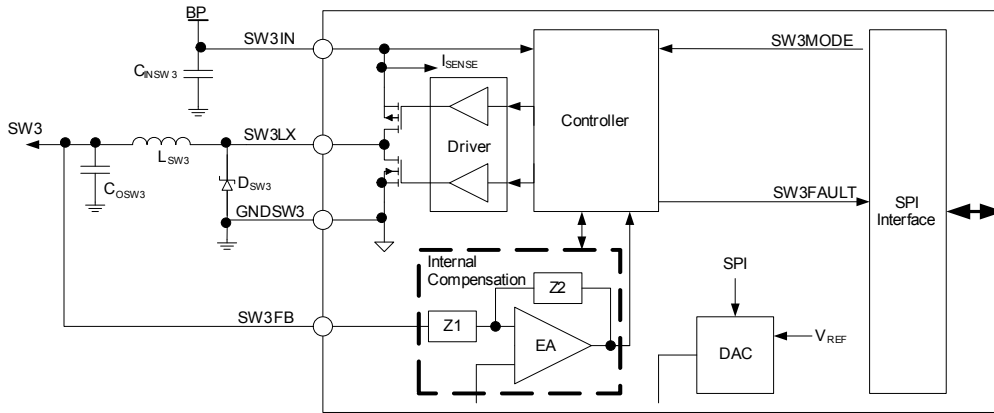 BP
SW3IN
SW3MODE
CINSW3
ISENSE
Controller
SW3
SW3LX
Driver
LSW3
COSW3
DSW3
GNDSW3
SW3FAULT
SPI
Interface
Internal
Compensation
SPI
Z2
SW3FB
Z1
EA
DAC
VREF